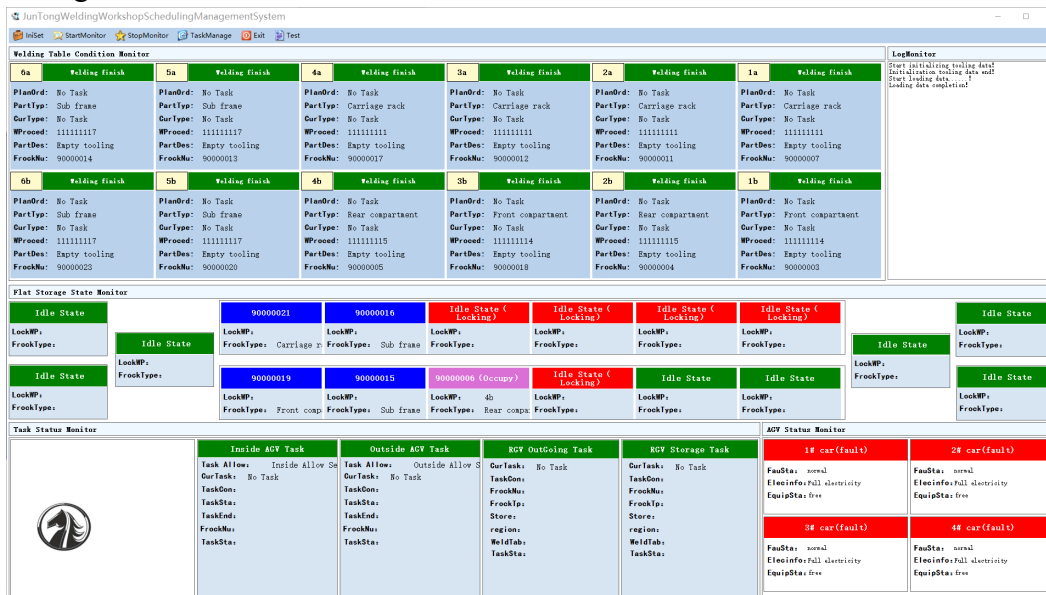 JunTongWeldingWorkshopSchedulingManagementSystem
IniSet StartMonitor StopMonitor TaskManage Exit Test
Welding Table Condition Monitor
6a Welding finish
PlanOrd: No Task
PartTyp: Sub frame
CurType: No Task
WProced: 111111117
PartDes: Empty tooling
FrockNu: 90000014
5a Welding finish
PlanOrd: No Task
PartTyp: Sub frame
CurType: No Task
WProced: 111111117
PartDes: Empty tooling
FrockNu: 90000013
4a Welding finish
PlanOrd: No Task
PartTyp: Carriage rack
CurType: No Task
WProced: 111111111
PartDes: Empty tooling
FrockNu: 90000017
3a Welding finish
PlanOrd: No Task
PartTyp: Carriage rack
CurType: No Task
WProced: 111111111
PartDes: Empty tooling
FrockNu: 90000012
2a Welding finish
PlanOrd: No Task
PartTyp: Carriage rack
CurType: No Task
WProced: 111111111
PartDes: Empty tooling
FrockNu: 90000011
1a Welding finish
PlanOrd: No Task
PartTyp: Carriage rack
CurType: No Task
WProced: 111111111
PartDes: Empty tooling
FrockNu: 90000007
LogMonitor
Start initializing tooling data!
Initialization tooling data end!
Start loading data......!
Loading data completion!
6b Welding finish
PlanOrd: No Task
PartTyp: Sub frame
CurType: No Task
WProced: 111111117
PartDes: Empty tooling
FrockNu: 90000023
5b Welding finish
PlanOrd: No Task
PartTyp: Sub frame
CurType: No Task
WProced: 111111117
PartDes: Empty tooling
FrockNu: 90000020
4b Welding finish
PlanOrd: No Task
PartTyp: Rear compartment
CurType: No Task
WProced: 111111115
PartDes: Empty tooling
FrockNu: 90000005
3b Welding finish
PlanOrd: No Task
PartTyp: Front compartment
CurType: No Task
WProced: 111111114
PartDes: Empty tooling
FrockNu: 90000018
2b Welding finish
PlanOrd: No Task
PartTyp: Rear compartment
CurType: No Task
WProced: 111111115
PartDes: Empty tooling
FrockNu: 90000004
1b Welding finish
PlanOrd: No Task
PartTyp: Front compartment
CurType: No Task
WProced: 111111114
PartDes: Empty tooling
FrockNu: 90000003
Flat Storage State Monitor
Idle State
LockWP:
FrockType:
Idle State
LockWP:
FrockType:
Idle State
LockWP:
FrockType:
90000021
LockWP:
FrockType: Carriage r
90000016
LockWP:
FrockType: Sub frame
Idle State (
Locking)
LockWP:
FrockType:
Idle State (
Locking)
LockWP:
FrockType:
Idle State (
Locking)
LockWP:
FrockType:
Idle State (
Locking)
LockWP:
FrockType:
90000019
LockWP:
FrockType: Front comp
90000015
LockWP:
FrockType: Sub frame
90000006 (Occupy)
LockWP: 4b
FrockType: Rear compa
Idle State (
Locking)
LockWP:
FrockType:
Idle State
LockWP:
FrockType:
Idle State
LockWP:
FrockType:
Idle State
LockWP:
FrockType:
Idle State
LockWP:
FrockType:
Idle State
LockWP:
FrockType:
Task Status Monitor
Inside AGV Task
Task Allow: Inside Allow Se
CurTask: No Task
TaskCon:
TaskSta:
TaskEnd:
FrockNu:
TaskSta:
Outside AGV Task
Task Allow: Outside Allow S
CurTask: No Task
TaskCon:
TaskSta:
TaskEnd:
FrockNu:
TaskSta:
RGV OutGoing Task
CurTask: No Task
TaskCon:
FrockNu:
FrockTp:
Store:
region:
WeldTab:
TaskSta:
RGV Storage Task
CurTask: No Task
TaskCon:
FrockNu:
FrockTp:
Store:
region:
WeldTab:
TaskSta:
AGV Status Monitor
1# car(fault)
FauSta: normal
Elecinfo:Full electricity
EquipSta:free
2# car(fault)
FauSta: normal
Elecinfo:Full electricity
EquipSta:free
3# car(fault)
FauSta: normal
Elecinfo:Full electricity
EquipSta:free
4# car(fault)
FauSta: normal
Elecinfo:Full electricity
EquipSta:free